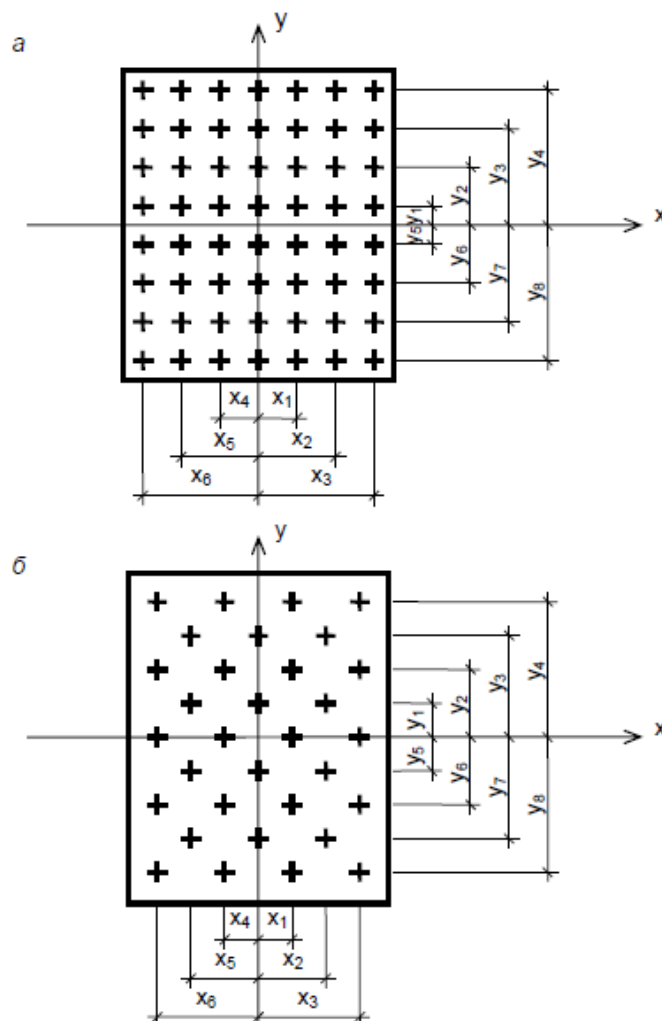 а
y
x
y₁
y₂
y₃
y₄
y₅
y₆
y₇
y₈
x₄ x₁
x₅ x₂
x₆ x₃
б
y
x
y₁
y₂
y₃
y₄
y₅
y₆
y₇
y₈
x₄ x₁
x₅ x₂
x₆ x₃